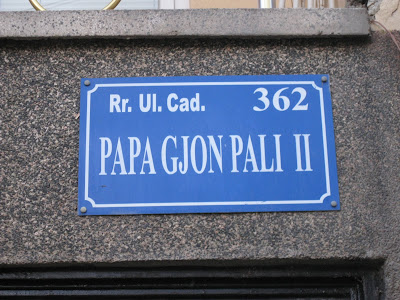 Rr. Ul. Cad. 362
PAPA GJON PALI II